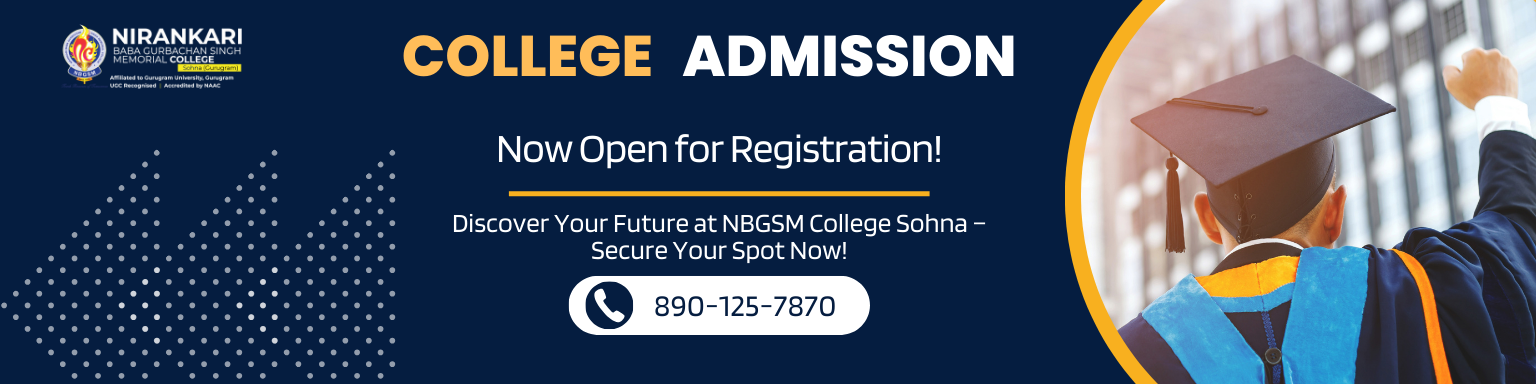 NIRANKARI
BABA GURBACHAN SINGH
MEMORIAL COLLEGE
Sohna (Gurugram)
Affiliated to Gurugram University, Gurugram
UGC Recognised | Accredited by NAAC
NBGSM
COLLEGE ADMISSION
Now Open for Registration!
Discover Your Future at NBGSM College Sohna –
Secure Your Spot Now!
890-125-7870